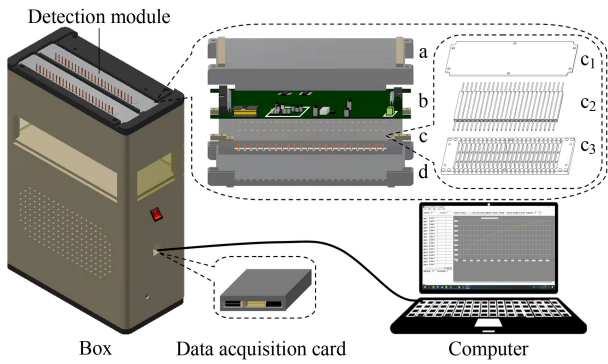 Detection module
a
b
c
d
c1
c2
c3
Box
Data acquisition card
Computer